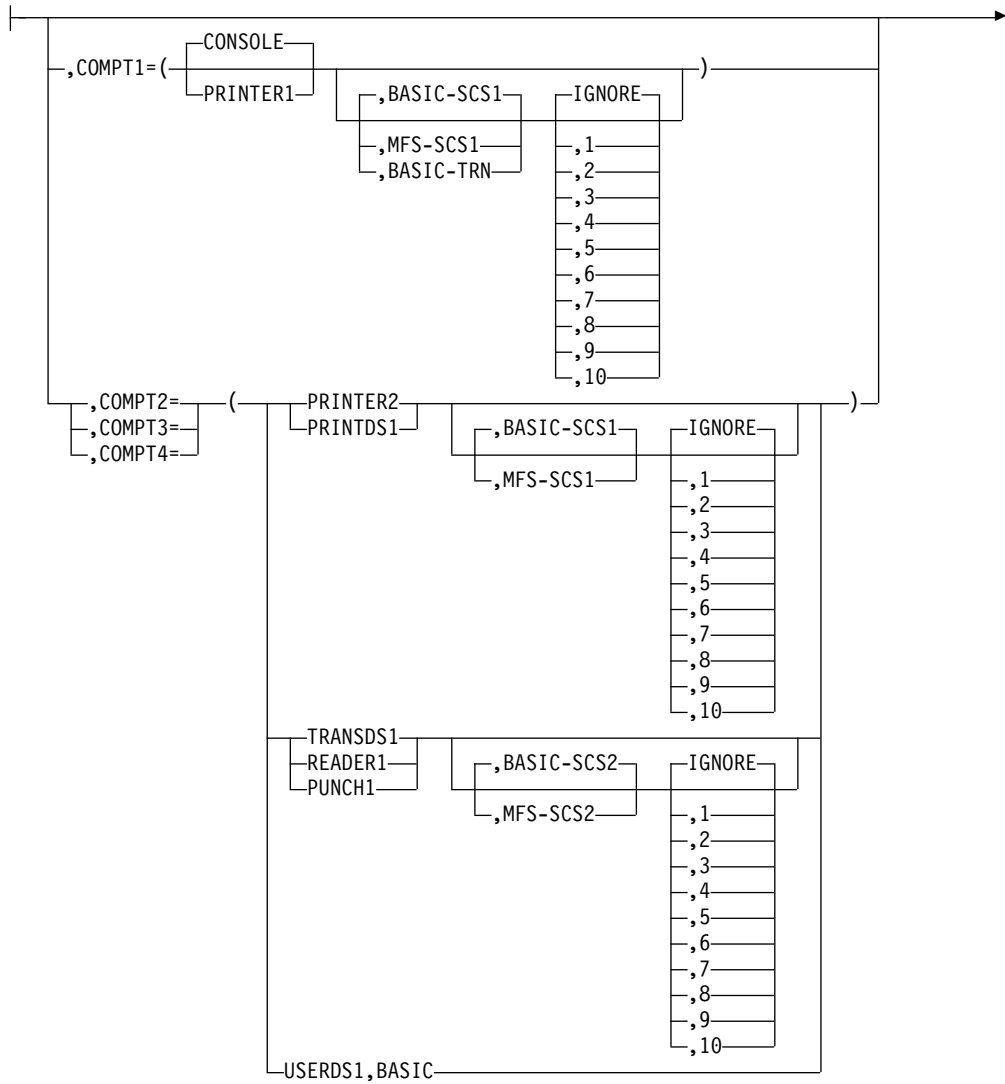 CONSOLE
,COMPT1=( )
PRINTER1 ,BASIC-SCS1 IGNORE
,MFS-SCS1 ,1
,BASIC-TRN ,2
,3
,4
,5
,6
,7
,8
,9
,10
,COMPT2= ( PRINTER2 )
,COMPT3= PRINTDS1 ,BASIC-SCS1 IGNORE
,COMPT4=
,MFS-SCS1 ,1
,2
,3
,4
,5
,6
,7
,8
,9
,10
TRANSDS1
READER1 ,BASIC-SCS2 IGNORE
PUNCH1
,MFS-SCS2 ,1
,2
,3
,4
,5
,6
,7
,8
,9
,10
USERDS1,BASIC